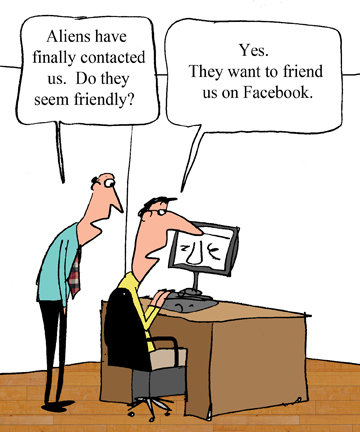 Aliens have
finally contacted
us. Do they
seem friendly?
Yes.
They want to friend
us on Facebook.